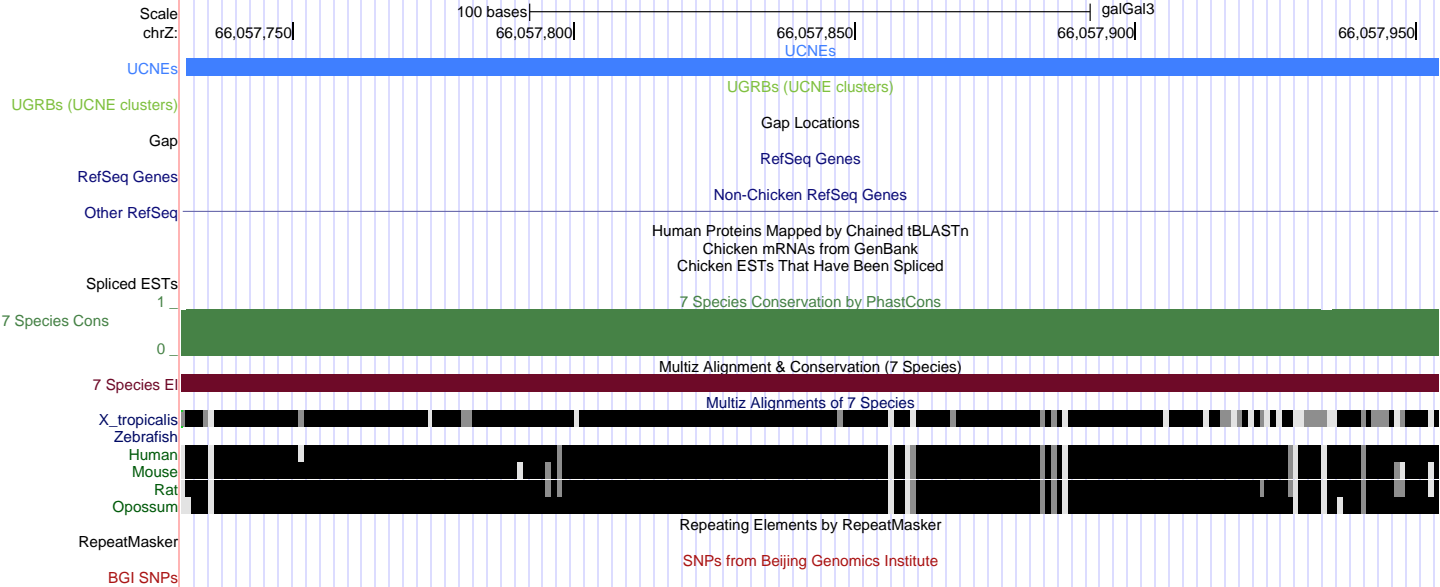 Scale 100 bases galGal3
chrZ: 66,057,750 66,057,800 66,057,850 66,057,900 66,057,950
UCNEs
UCNEs
UGRBs (UCNE clusters)
UGRBs (UCNE clusters)
Gap Locations
Gap
RefSeq Genes
RefSeq Genes
Non-Chicken RefSeq Genes
Other RefSeq
Human Proteins Mapped by Chained tBLASTn
Chicken mRNAs from GenBank
Chicken ESTs That Have Been Spliced
Spliced ESTs
7 Species Conservation by PhastCons
1 _
7 Species Cons
0 _
Multiz Alignment & Conservation (7 Species)
7 Species El
Multiz Alignments of 7 Species
X_tropicalis
Zebrafish
Human
Mouse
Rat
Opossum
Repeating Elements by RepeatMasker
RepeatMasker
SNPs from Beijing Genomics Institute
BGI SNPs